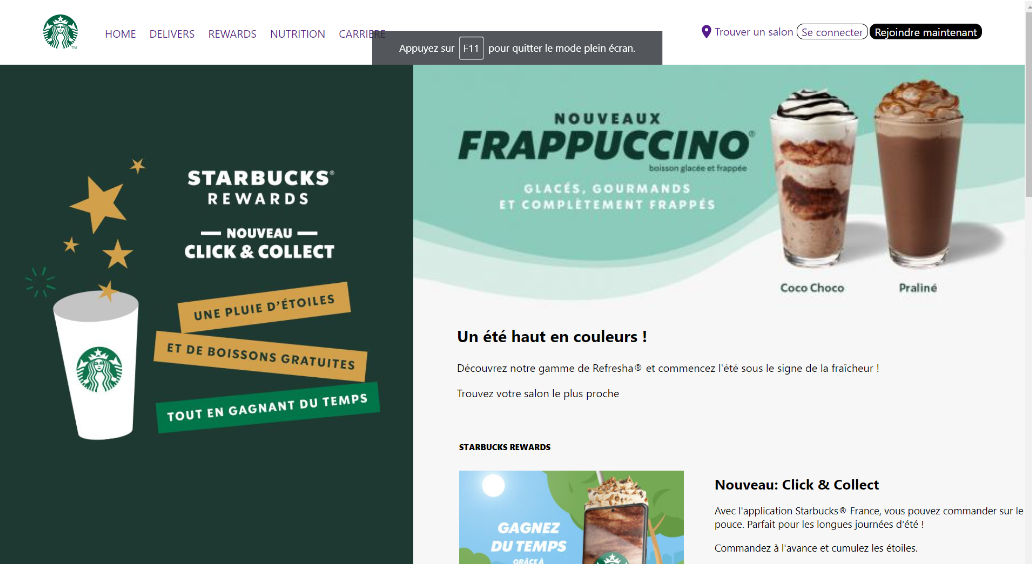 HOME DELIVERS REWARDS NUTRITION CARRIERE
Appuyez sur F11 pour quitter le mode plein écran.
Trouver un salon Se connecter Rejoindre maintenant
STARBUCKS®
REWARDS
NOUVEAU
CLICK & COLLECT
UNE PLUIE D'ÉTOILES
ET DE BOISSONS GRATUITES
TOUT EN GAGNANT DU TEMPS
NOUVEAUX
FRAPPUCCINO®
boisson glacée et frappée
GLACÉS, GOURMANDS
ET COMPLÈTEMENT FRAPPÉS
Coco Choco Praliné
Un été haut en couleurs !
Découvrez notre gamme de Refresha® et commencez l'été sous le signe de la fraîcheur !
Trouvez votre salon le plus proche
STARBUCKS REWARDS
GAGNEZ
DU TEMPS
GRÂCE À
Nouveau: Click & Collect
Avec l'application Starbucks® France, vous pouvez commander sur le
pouce. Parfait pour les longues journées d'été !
Commandez à l'avance et cumulez les étoiles.